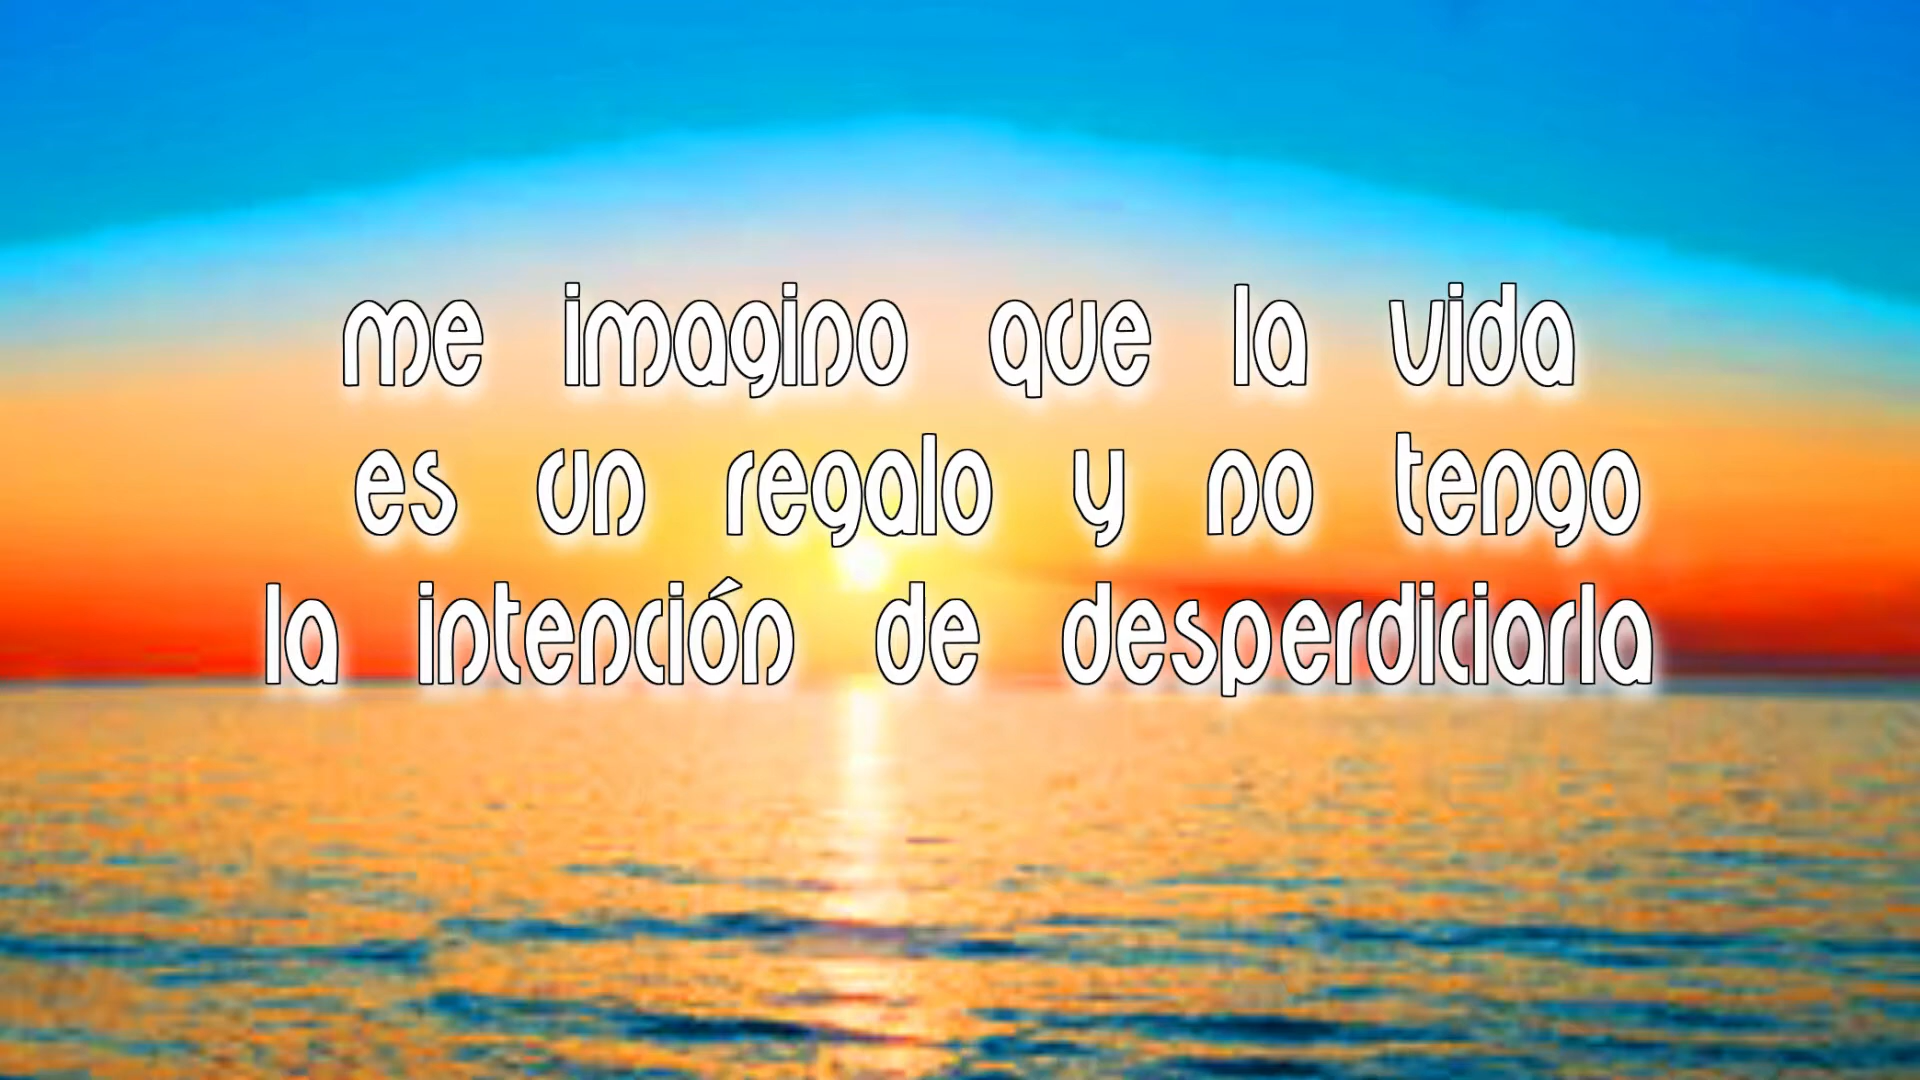 me imagino que la vida
es un regalo y no tengo
la intención de desperdiciarla